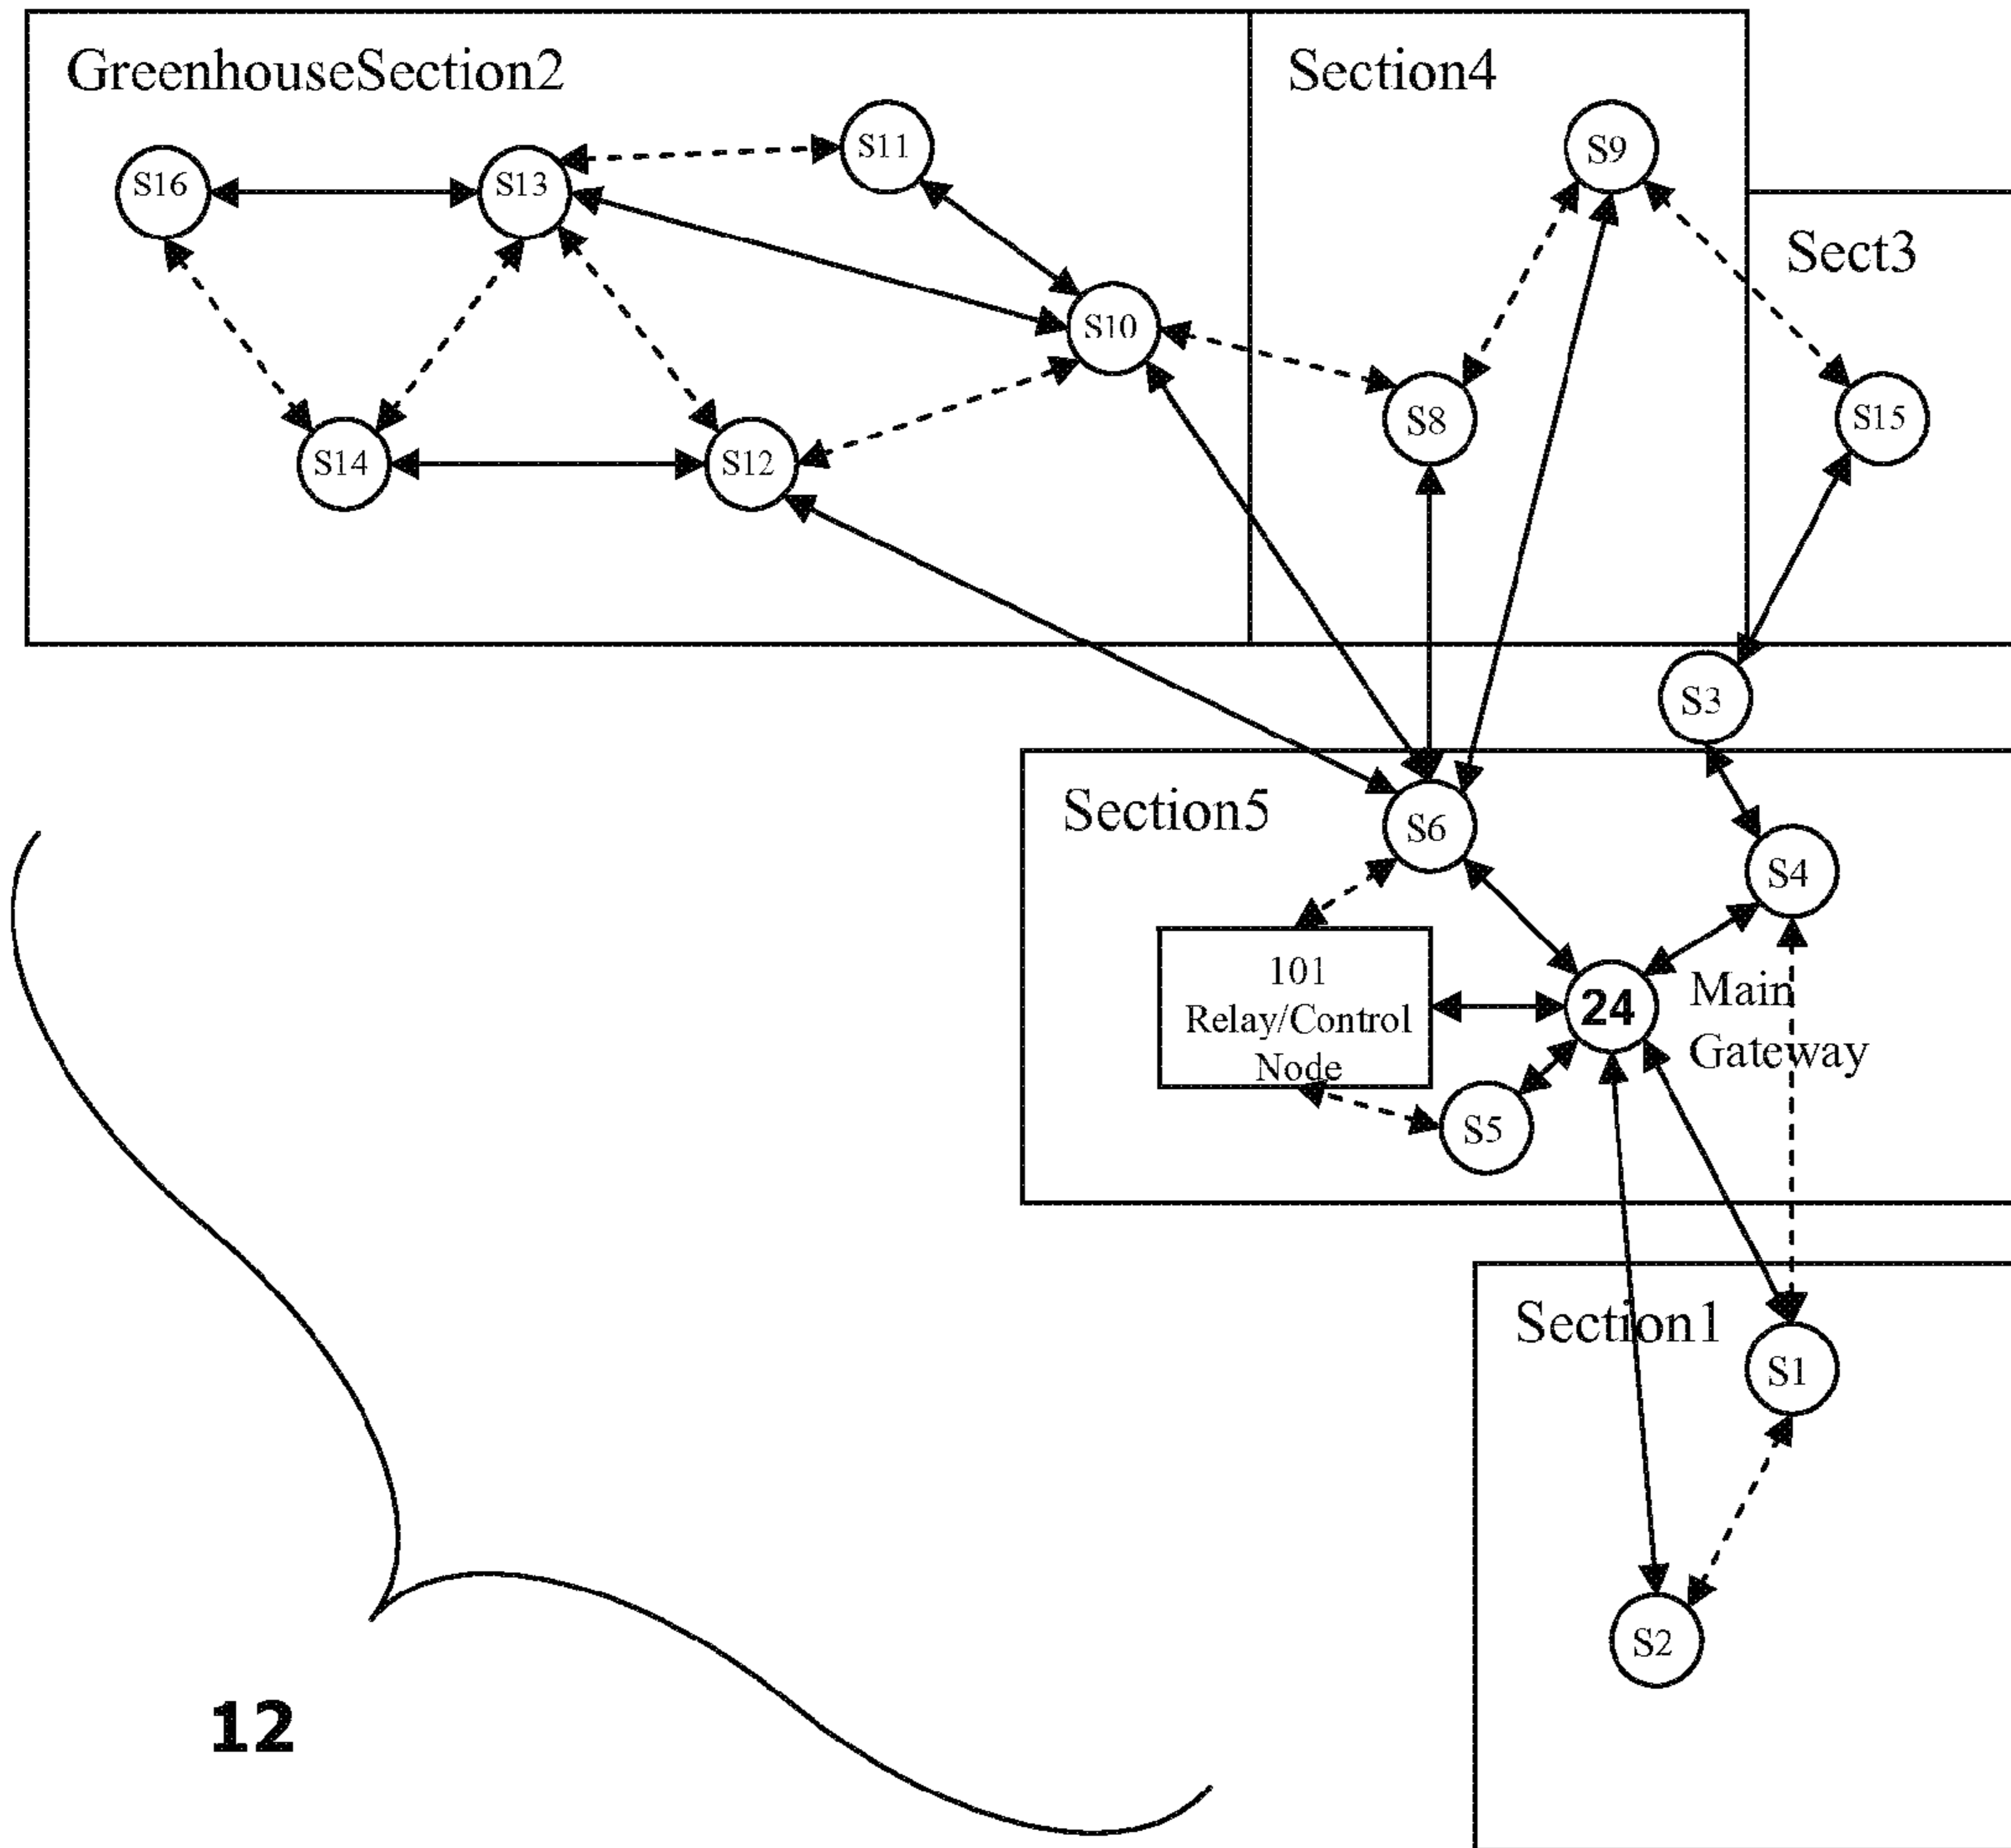 GreenhouseSection2
Section4
S11
S9
S16
S13
Sect3
S10
S8
S15
S14
S12
S3
Section5
S6
S4
101
Relay/Control
Node
24
Main
Gateway
S5
Section1
S1
S2
12